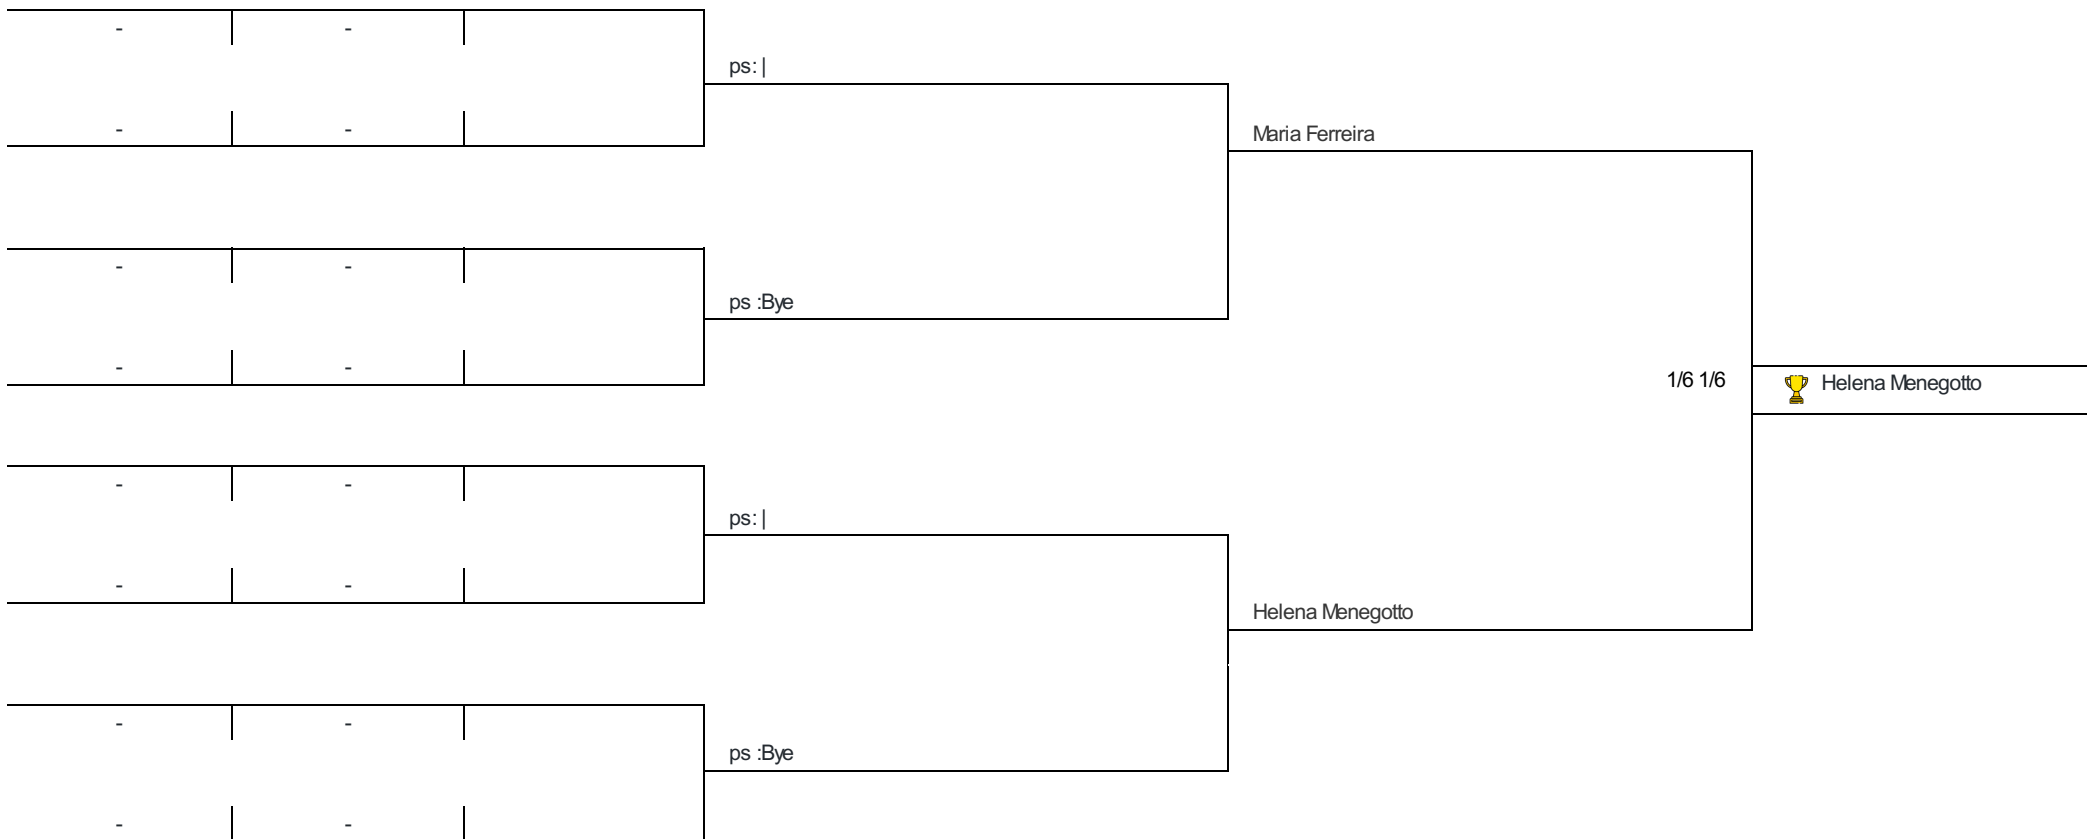 - -
ps: |
- -
Maria Ferreira
- -
ps :Bye
- -
1/6 1/6
Helena Menegotto
- -
ps: |
- -
Helena Menegotto
- -
ps :Bye
- -